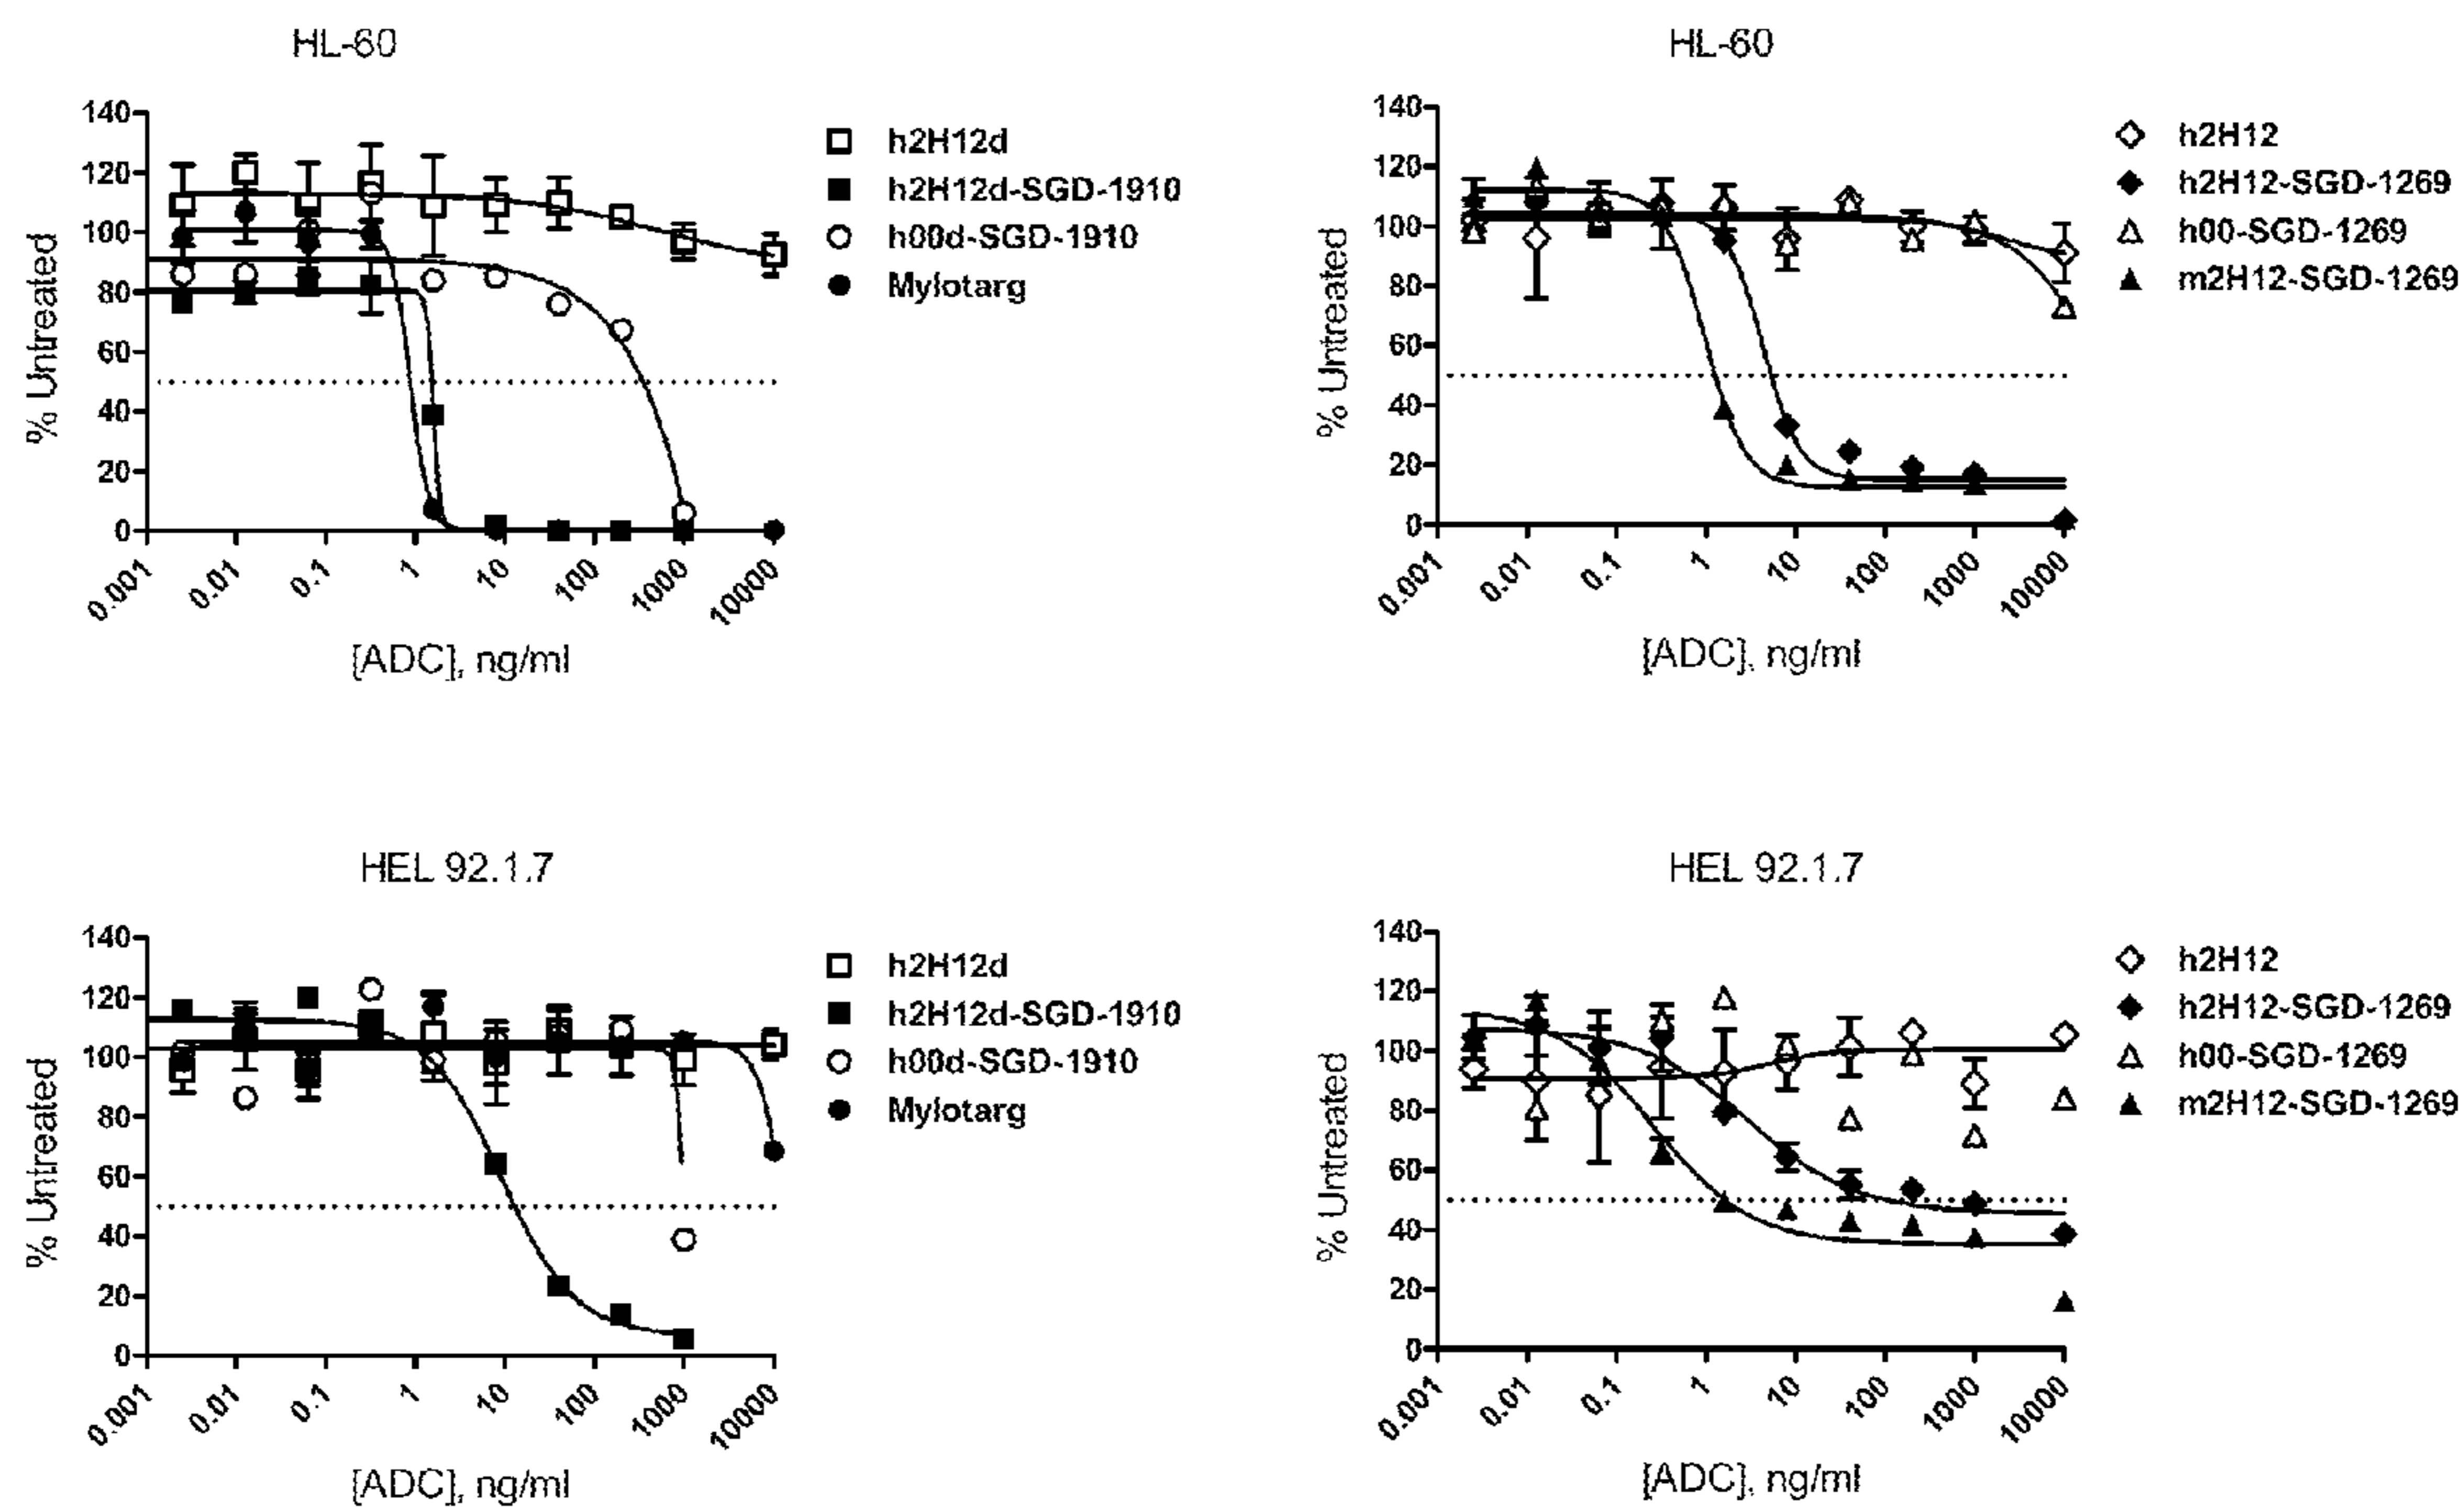 HL-60
140
120
100
80
60
40
20
0
% Untreated
0.001
0.01
0.1
1
10
100
1000
10000
[ADC], ng/ml
h2H12d
h2H12d-SGD-1910
h00d-SGD-1910
Mylotarg
HL-60
140
120
100
80
60
40
20
0
% Untreated
0.001
0.01
0.1
1
10
100
1000
10000
[ADC], ng/ml
h2H12
h2H12-SGD-1269
h00-SGD-1269
m2H12-SGD-1269
HEL 92.1.7
140
120
100
80
60
40
20
0
% Untreated
0.001
0.01
0.1
1
10
100
1000
10000
[ADC], ng/ml
h2H12d
h2H12d-SGD-1910
h00d-SGD-1910
Mylotarg
HEL 92.1.7
140
120
100
80
60
40
20
0
% Untreated
0.001
0.01
0.1
1
10
100
1000
10000
[ADC], ng/ml
h2H12
h2H12-SGD-1269
h00-SGD-1269
m2H12-SGD-1269